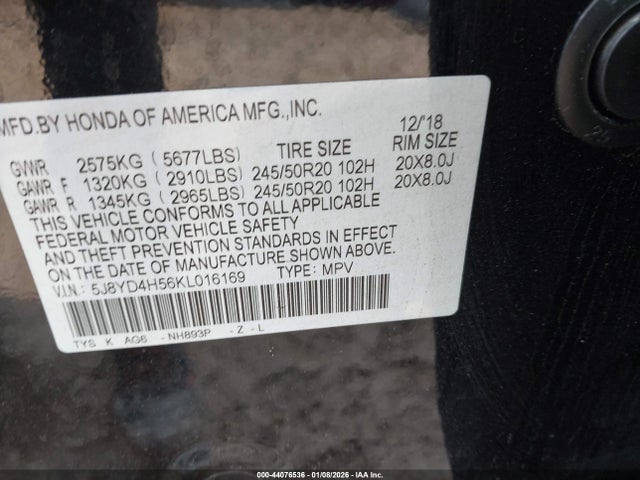 MFD.BY HONDA OF AMERICA MFG.,INC. 12/'18
GVWR 2575KG (5677LBS) TIRE SIZE RIM SIZE
GAWR F 1320KG (2910LBS) 245/50R20 102H 20X8.0J
GAWR R 1345KG (2965LBS) 245/50R20 102H 20X8.0J
THIS VEHICLE CONFORMS TO ALL APPLICABLE
FEDERAL MOTOR VEHICLE SAFETY
AND THEFT PREVENTION STANDARDS IN EFFECT
ON THE DATE OF MANUFACTURE SHOWN ABOVE.
V.I.N.: 5J8YD4H56KL016169 TYPE: MPV
TYS K AG6 -NH893P -Z-L
000-44076536 | 01/08/2026 | IAA Inc.